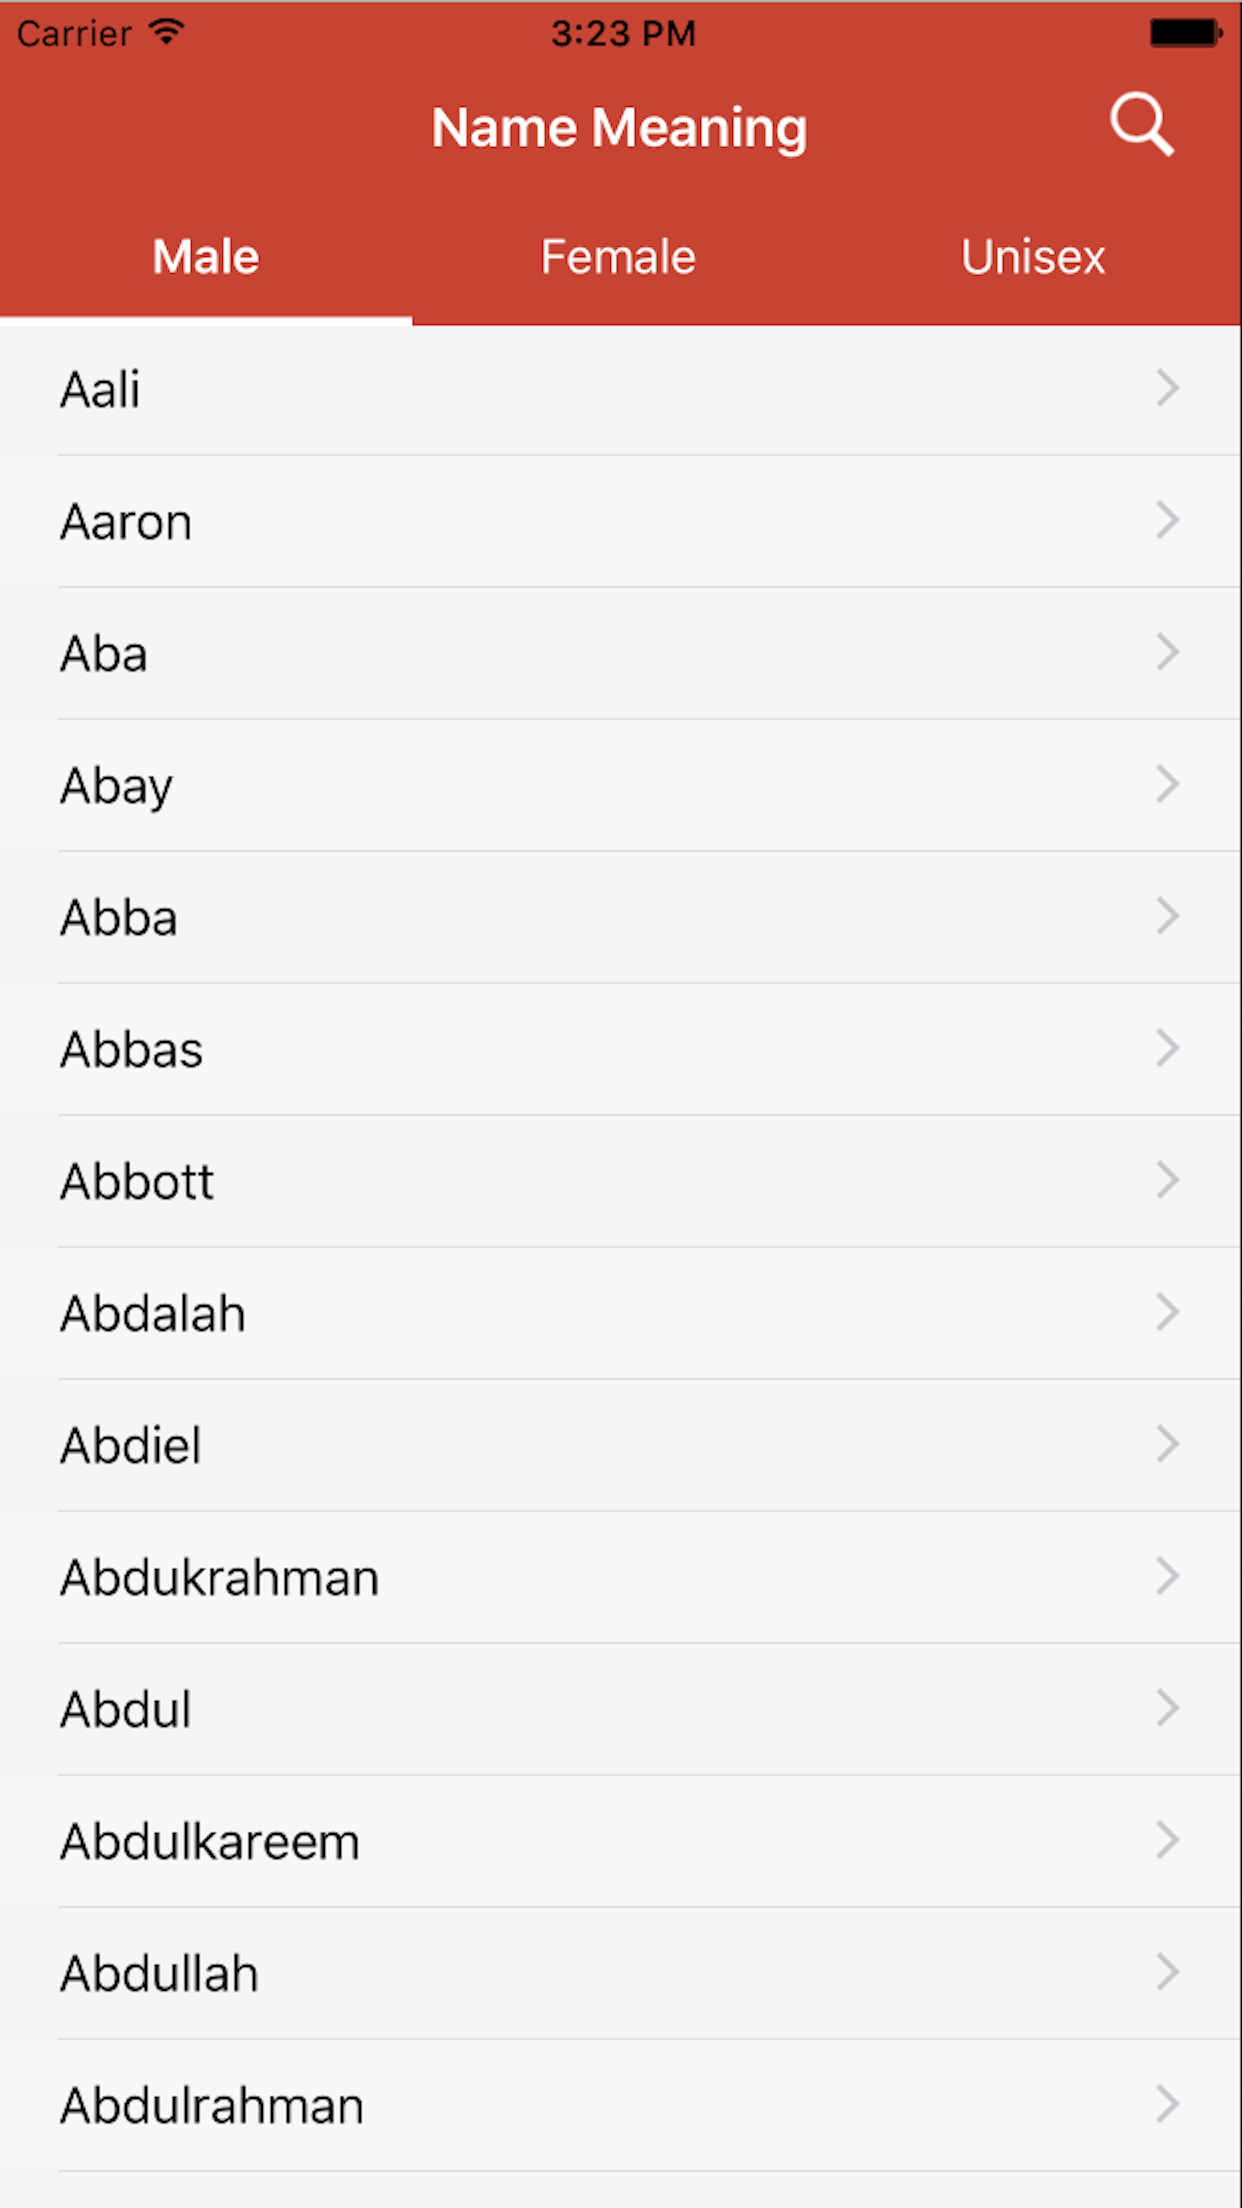 Carrier 3:23 PM
Name Meaning
Male Female Unisex
Aali
Aaron
Aba
Abay
Abba
Abbas
Abbott
Abdalah
Abdiel
Abdukrahman
Abdul
Abdulkareem
Abdullah
Abdulrahman